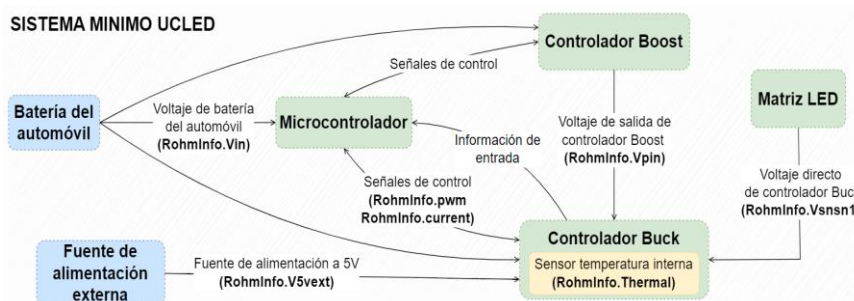 SISTEMA MINIMO UCLED
Controlador Boost
Señales de control
Batería del
automóvil
Voltaje de batería
del automóvil
(RohmInfo.Vin)
Microcontrolador
Matriz LED
Voltaje de salida de
controlador Boost
(RohmInfo.Vpin)
Información de
entrada
Voltaje directo
de controlador Buc
(RohmInfo.Vsnsn1
Señales de control
(RohmInfo.pwm
RohmInfo.current)
Controlador Buck
Sensor temperatura interna
(RohmInfo.Thermal)
Fuente de
alimentación
externa
Fuente de alimentación a 5V
(RohmInfo.V5vext)